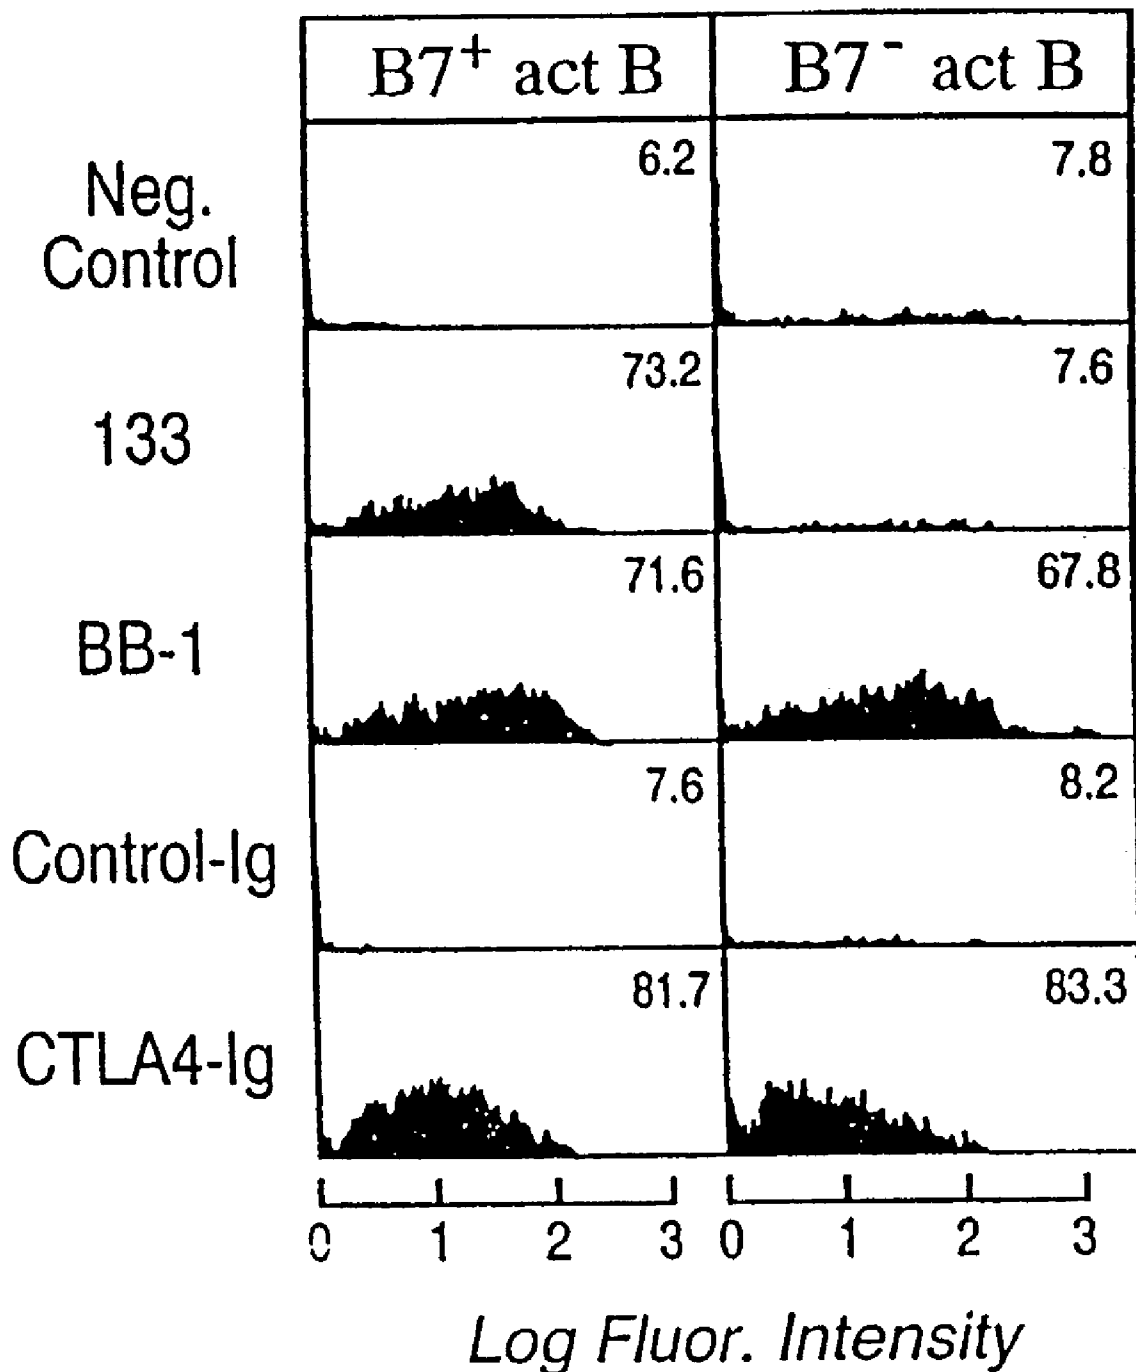 B7⁺ act B B7⁻ act B
Neg.
Control
6.2 7.8
133
73.2 7.6
BB-1
71.6 67.8
Control-Ig
7.6 8.2
CTLA4-Ig
81.7 83.3
0 1 2 3 0 1 2 3
Log Fluor. Intensity